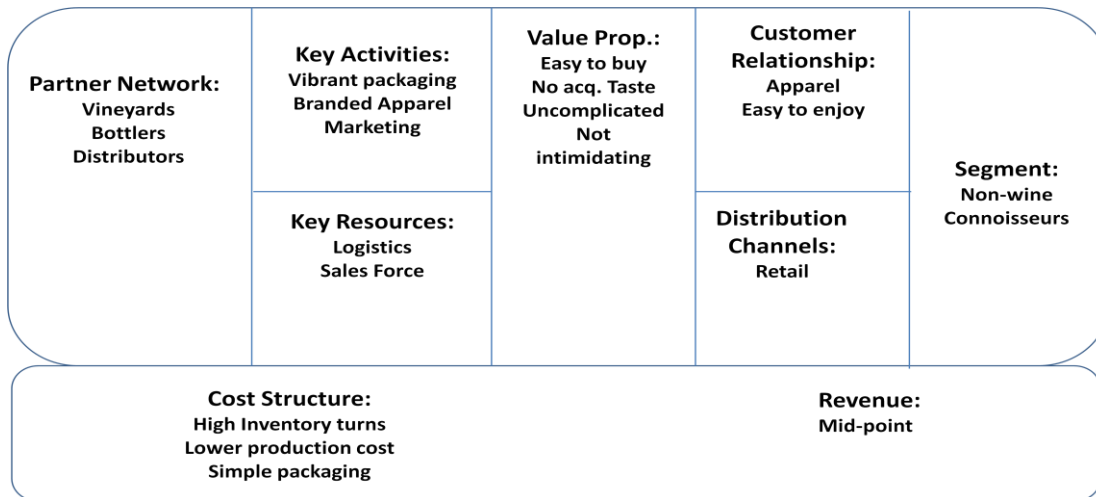 Partner Network:
Vineyards
Bottlers
Distributors
Key Activities:
Vibrant packaging
Branded Apparel
Marketing
Key Resources:
Logistics
Sales Force
Value Prop.:
Easy to buy
No acq. Taste
Uncomplicated
Not
intimidating
Customer
Relationship:
Apparel
Easy to enjoy
Distribution
Channels:
Retail
Segment:
Non-wine
Connoisseurs
Cost Structure:
High Inventory turns
Lower production cost
Simple packaging
Revenue:
Mid-point